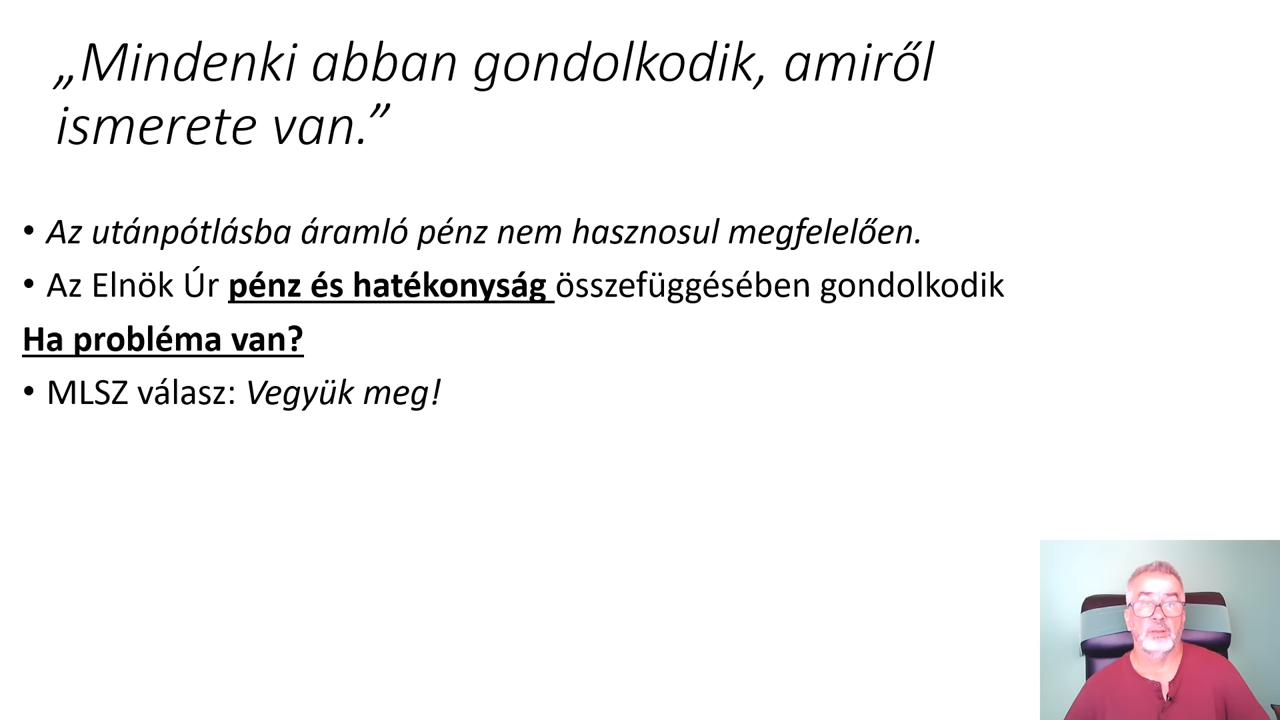 „Mindenki abban gondolkodik, amiről
ismerete van.”
• Az utánpótlásba áramló pénz nem hasznosul megfelelően.
• Az Elnök Úr pénz és hatékonyság összefüggésében gondolkodik
Ha probléma van?
• MLSZ válasz: Vegyük meg!